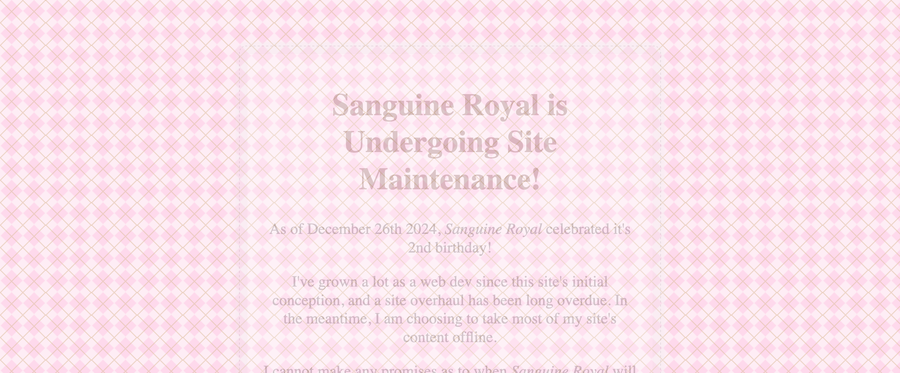 Sanguine Royal is
Undergoing Site
Maintenance!
As of December 26th 2024, Sanguine Royal celebrated it's
2nd birthday!
I've grown a lot as a web dev since this site's initial
conception, and a site overhaul has been long overdue. In
the meantime, I am choosing to take most of my site's
content offline.
I cannot make any promises as to when Sanguine Royal will